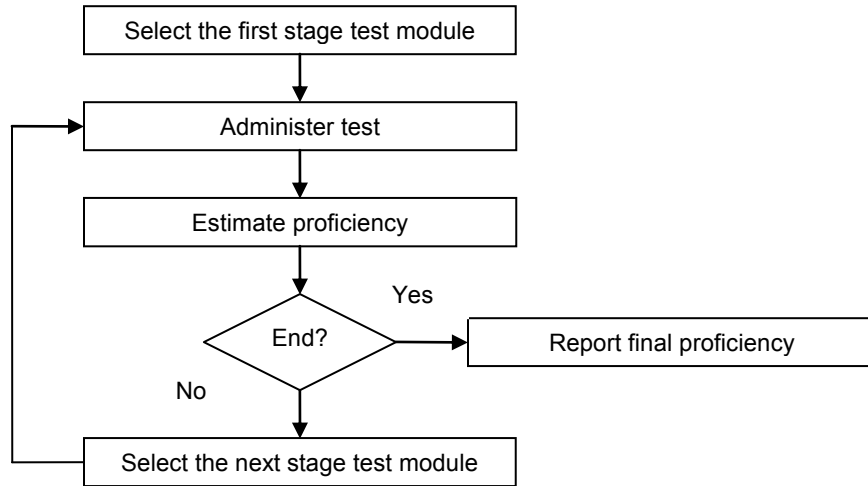 Select the first stage test module
Administer test
Estimate proficiency
Yes
End?
Report final proficiency
No
Select the next stage test module